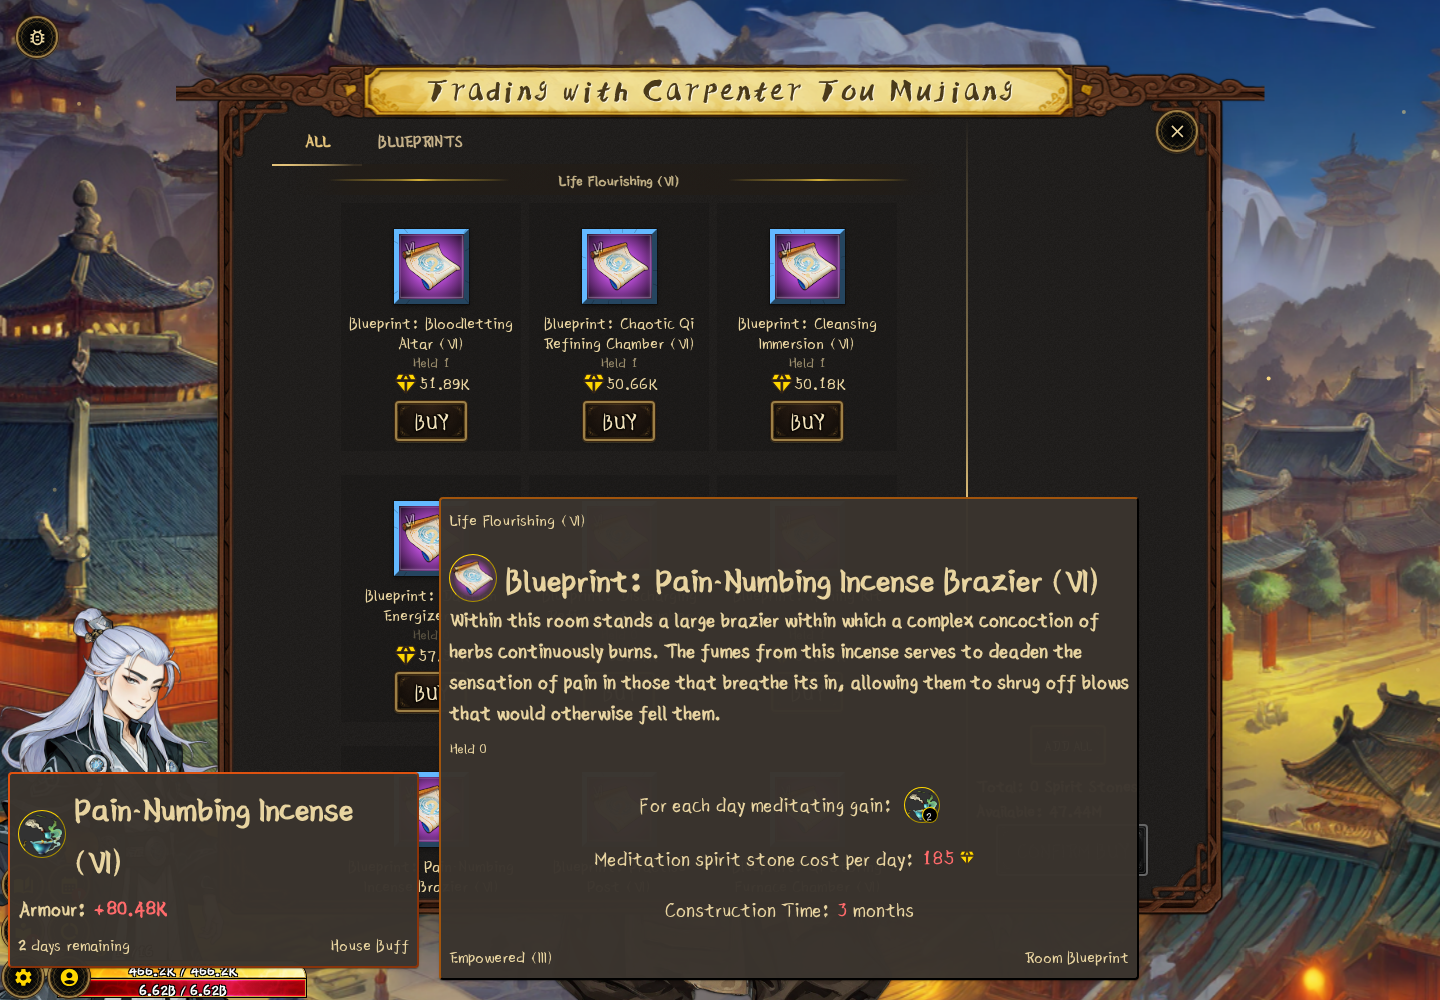 Trading with Carpenter Tou Mujiang
ALL
BLUEPRINTS
Life Flourishing (VI)
VI
Blueprint: Bloodletting
Altar (VI)
Held 1
51.89K
BUY
VI
Blueprint: Chaotic Qi
Refining Chamber (VI)
Held 1
50.66K
BUY
VI
Blueprint: Cleansing
Immersion (VI)
Held 1
50.18K
BUY
VI
Blueprint:
Energize
Held
57.
BU
Life Flourishing (VI)
Blueprint: Pain-Numbing Incense Brazier (VI)
Within this room stands a large brazier within which a complex concoction of
herbs continuously burns. The fumes from this incense serves to deaden the
sensation of pain in those that breathe its in, allowing them to shrug off blows
that would otherwise fell them.
Held 0
For each day meditating gain:
2
Meditation spirit stone cost per day: 185
Construction Time: 3 months
Empowered (III)
Room Blueprint
Pain-Numbing Incense
(VI)
Armour: +80.48K
2 days remaining
House Buff
466.2K / 466.2K
6.62B / 6.62B